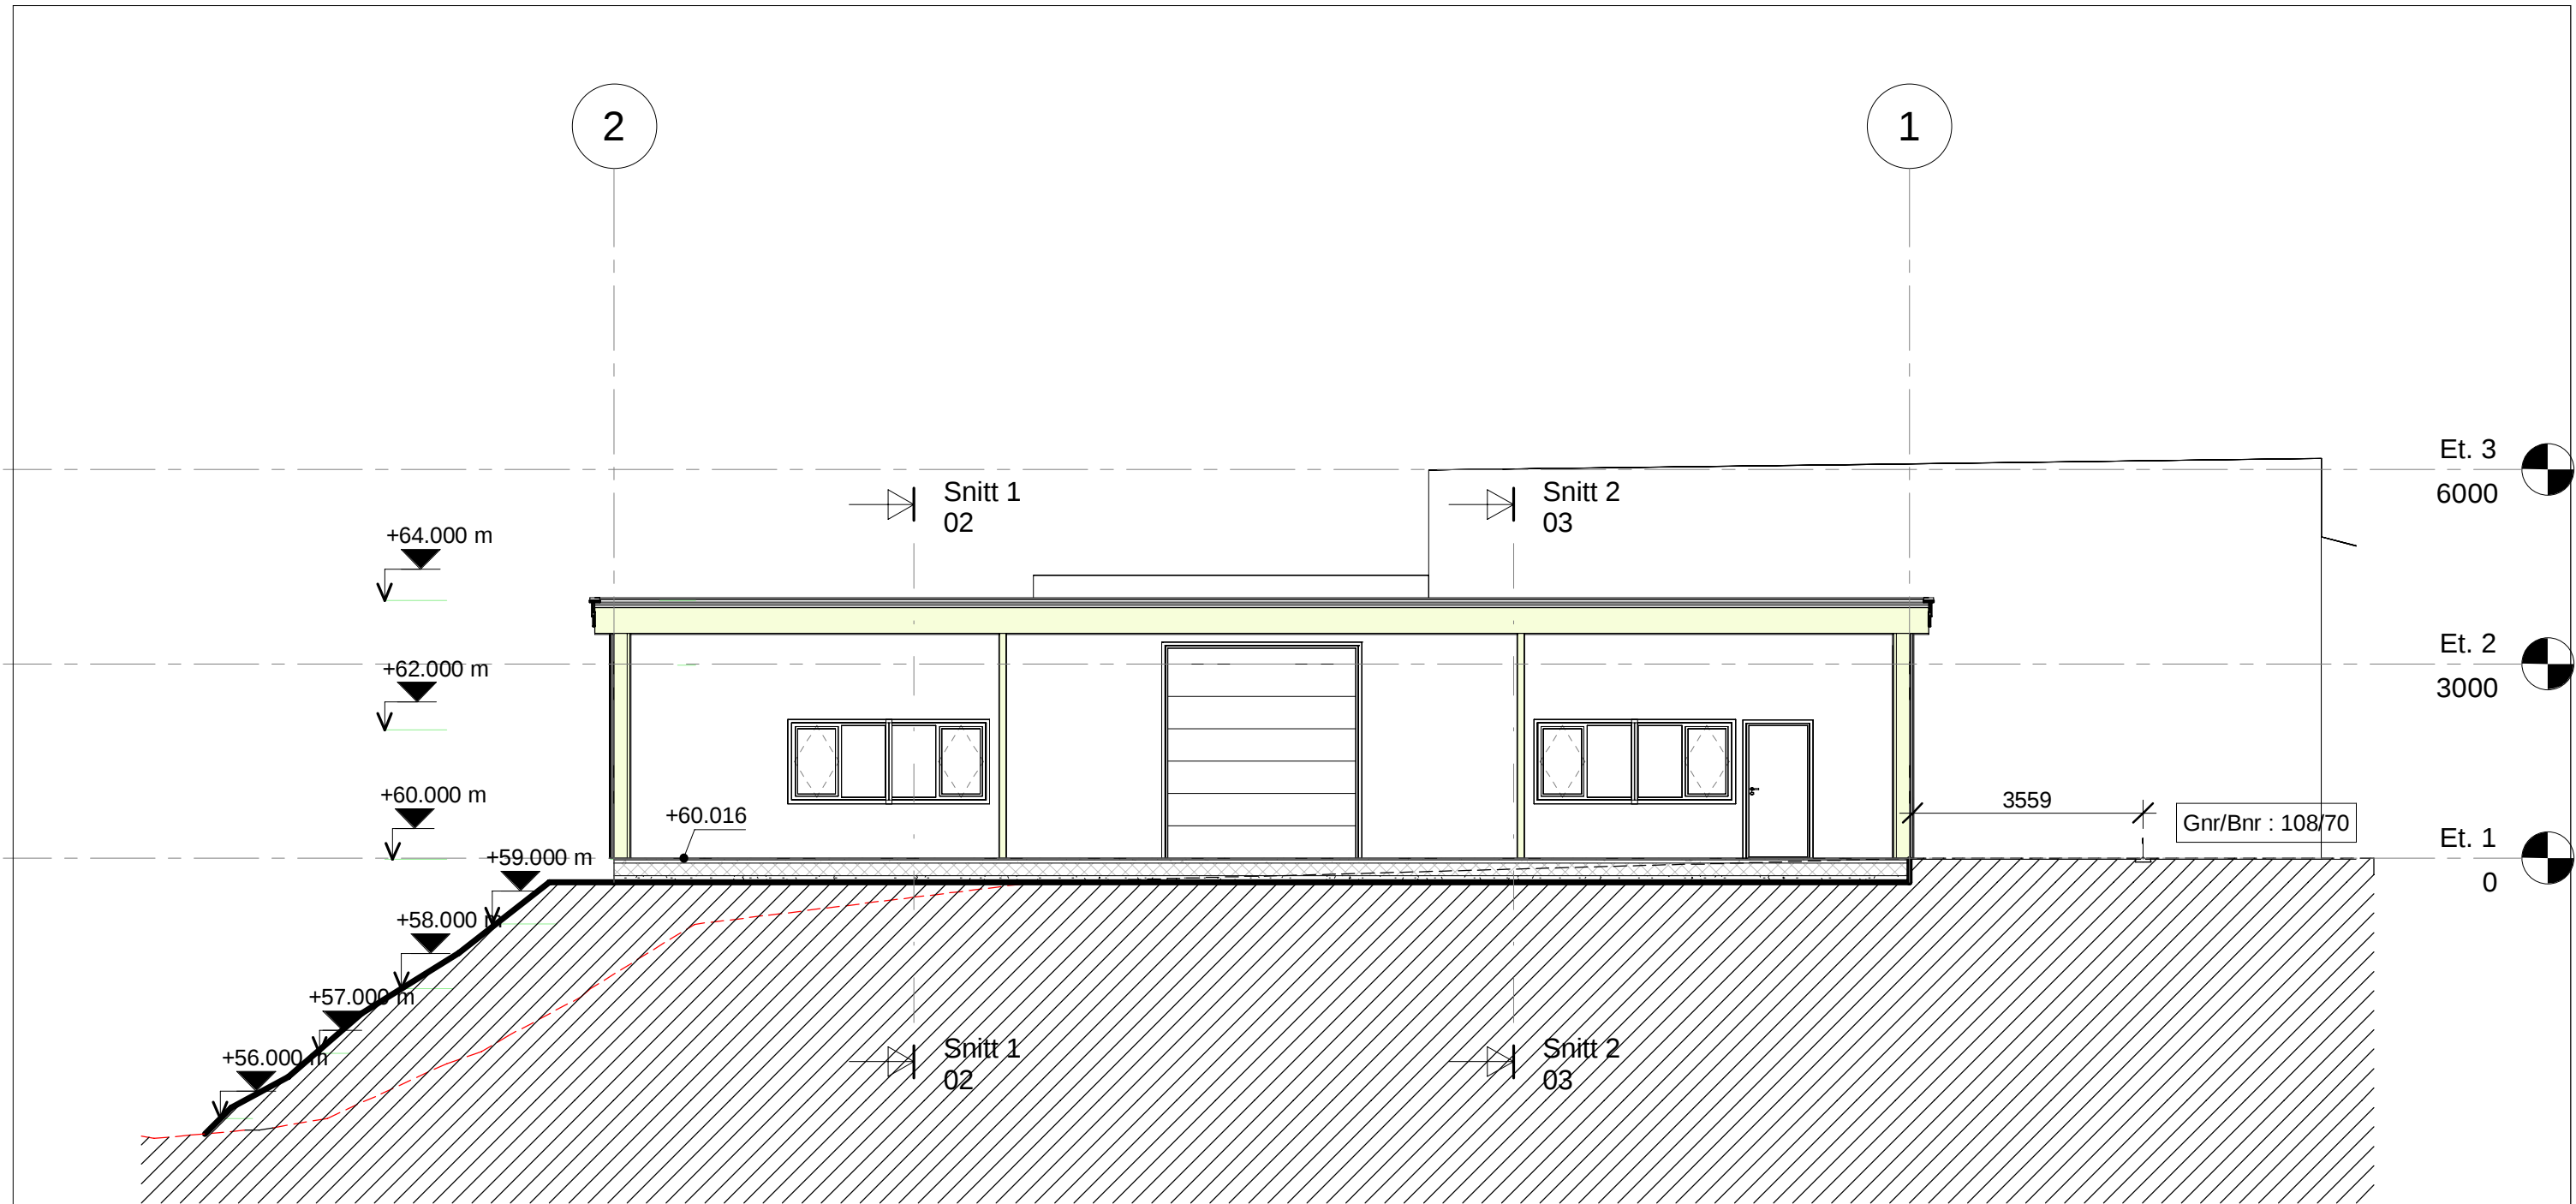 2
1
Et. 3
6000
Snitt 1
02
Snitt 2
03
+64.000 m
Et. 2
3000
+62.000 m
+60.000 m
+60.016
3559
Gnr/Bnr : 108/70
Et. 1
0
+59.000 m
+58.000 m
+57.000 m
+56.000 m
Snitt 1
02
Snitt 2
03